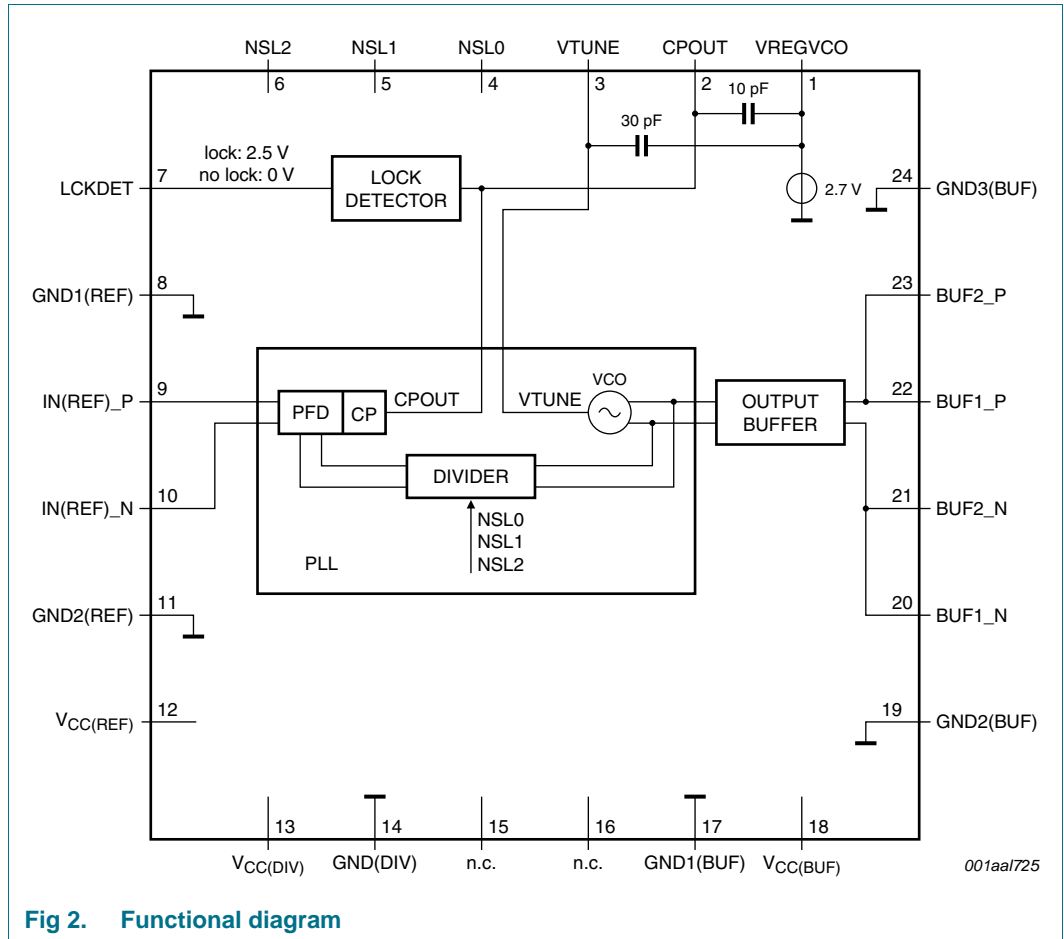 NSL2
NSL1
NSL0
VTUNE
CPOUT
VREGVCO
6
5
4
3
2
1
10 pF
30 pF
lock: 2.5 V
no lock: 0 V
LCKDET
7
LOCK
DETECTOR
2.7 V
24
GND3(BUF)
GND1(REF)
8
23
BUF2_P
IN(REF)_P
9
PFD
CP
CPOUT
VTUNE
VCO
OUTPUT
BUFFER
22
BUF1_P
IN(REF)_N
10
DIVIDER
NSL0
NSL1
NSL2
PLL
21
BUF2_N
GND2(REF)
11
20
BUF1_N
VCC(REF)
12
19
GND2(BUF)
13
14
15
16
17
18
VCC(DIV)
GND(DIV)
n.c.
n.c.
GND1(BUF)
VCC(BUF)
001aal725
Fig 2. Functional diagram